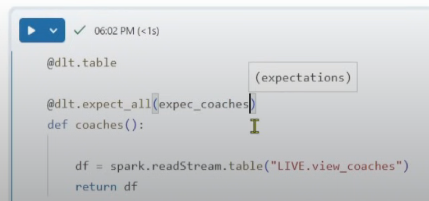 06:02 PM (<1s)
@dlt.table
(expectations)
@dlt.expect_all(expec_coaches)
def coaches():
df = spark.readStream.table("LIVE.view_coaches")
return df